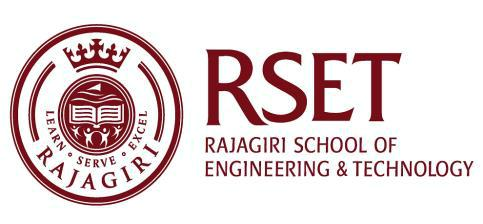 LEARN • SERVE • EXCEL
RAJAGIRI
RSET
RAJAGIRI SCHOOL OF
ENGINEERING & TECHNOLOGY